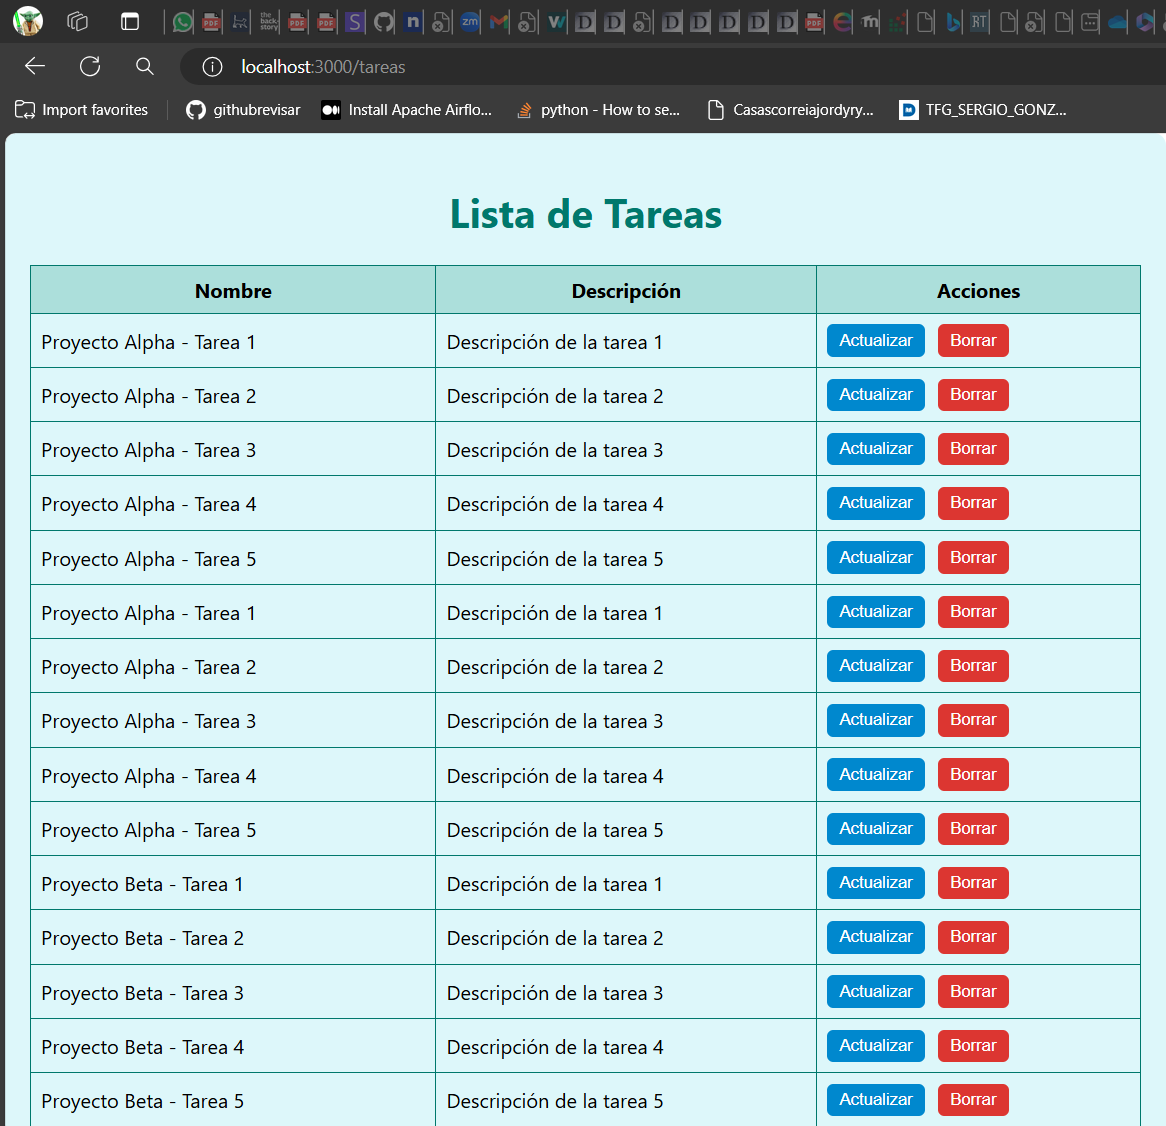 localhost:3000/tareas
Import favorites
githubrevisar
Install Apache Airflo...
python - How to se...
Casascorreiajordyry...
TFG_SERGIO_GONZ...
Lista de Tareas
Nombre Descripción Acciones
Proyecto Alpha - Tarea 1 Descripción de la tarea 1 Actualizar Borrar
Proyecto Alpha - Tarea 2 Descripción de la tarea 2 Actualizar Borrar
Proyecto Alpha - Tarea 3 Descripción de la tarea 3 Actualizar Borrar
Proyecto Alpha - Tarea 4 Descripción de la tarea 4 Actualizar Borrar
Proyecto Alpha - Tarea 5 Descripción de la tarea 5 Actualizar Borrar
Proyecto Alpha - Tarea 1 Descripción de la tarea 1 Actualizar Borrar
Proyecto Alpha - Tarea 2 Descripción de la tarea 2 Actualizar Borrar
Proyecto Alpha - Tarea 3 Descripción de la tarea 3 Actualizar Borrar
Proyecto Alpha - Tarea 4 Descripción de la tarea 4 Actualizar Borrar
Proyecto Alpha - Tarea 5 Descripción de la tarea 5 Actualizar Borrar
Proyecto Beta - Tarea 1 Descripción de la tarea 1 Actualizar Borrar
Proyecto Beta - Tarea 2 Descripción de la tarea 2 Actualizar Borrar
Proyecto Beta - Tarea 3 Descripción de la tarea 3 Actualizar Borrar
Proyecto Beta - Tarea 4 Descripción de la tarea 4 Actualizar Borrar
Proyecto Beta - Tarea 5 Descripción de la tarea 5 Actualizar Borrar